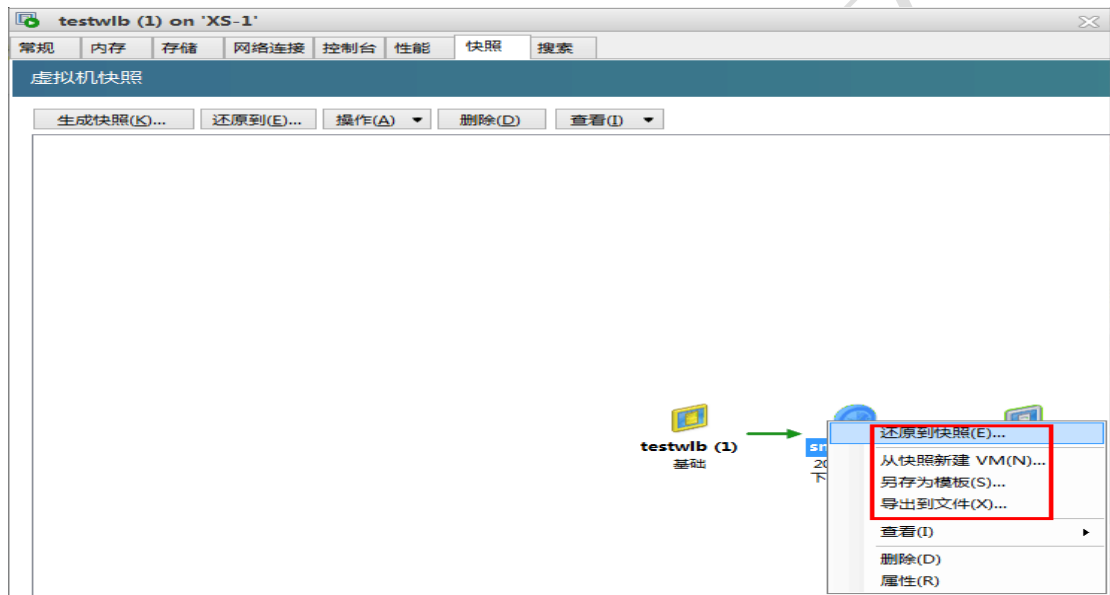 testwlb (1) on 'XS-1'
常规 内存 存储 网络连接 控制台 性能 快照 搜索
虚拟机快照
生成快照(K)... 还原到(E)... 操作(A) 删除(D) 查看(I)
testwlb (1)
基础
还原到快照(E)...
从快照新建 VM(N)...
另存为模板(S)...
导出到文件(X)...
查看(I)
删除(D)
属性(R)